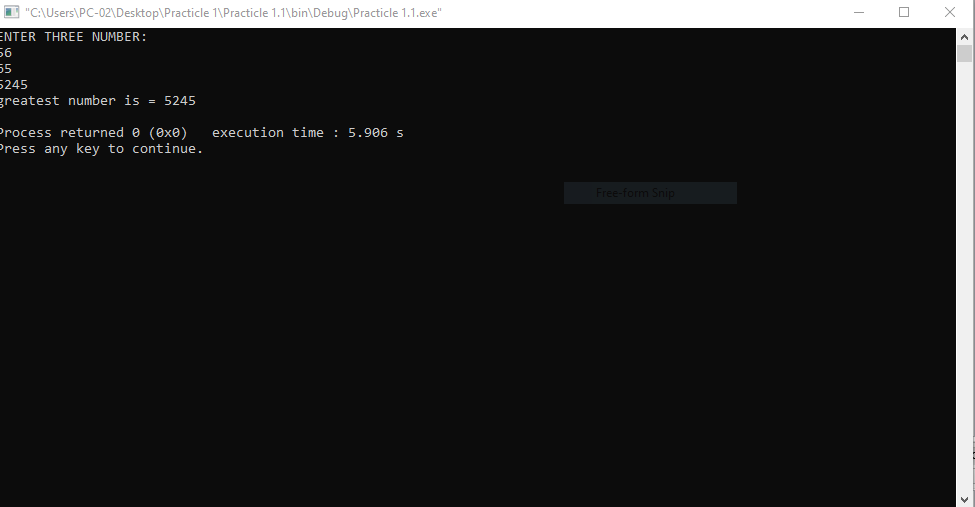 "C:\Users\PC-02\Desktop\Practicle 1\Practicle 1.1\bin\Debug\Practicle 1.1.exe"
ENTER THREE NUMBER:
56
65
5245
greatest number is = 5245
Process returned 0 (0x0)   execution time : 5.906 s
Press any key to continue.
Free-form Snip